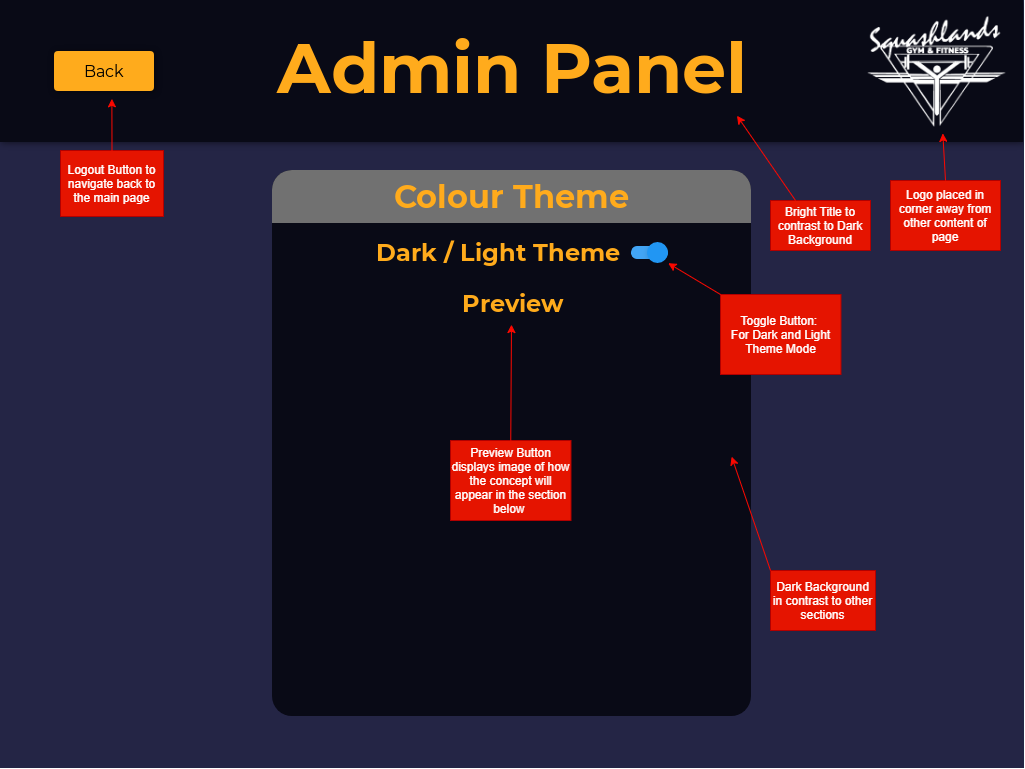 Back
Admin Panel
Squashlands
GYM & FITNESS
Logout Button to
navigate back to
the main page
Colour Theme
Bright Title to
contrast to Dark
Background
Logo placed in
corner away from
other content of
page
Dark / Light Theme
Preview
Toggle Button:
For Dark and Light
Theme Mode
Preview Button
displays image of how
the concept will
appear in the section
below
Dark Background
in contrast to other
sections